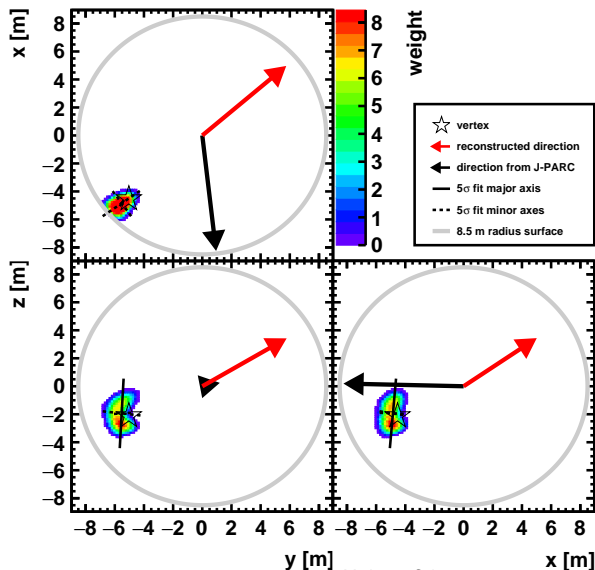 x [m]
8
6
4
2
0
−2
−4
−6
−8
8
7
6
5
4
3
2
1
0
weight
vertex
reconstructed direction
direction from J-PARC
5σ fit major axis
5σ fit minor axes
8.5 m radius surface
z [m]
8
6
4
2
0
−2
−4
−6
−8
−8 −6 −4 −2 0 2 4 6 8
−8 −6 −4 −2 0 2 4 6 8
y [m]
x [m]